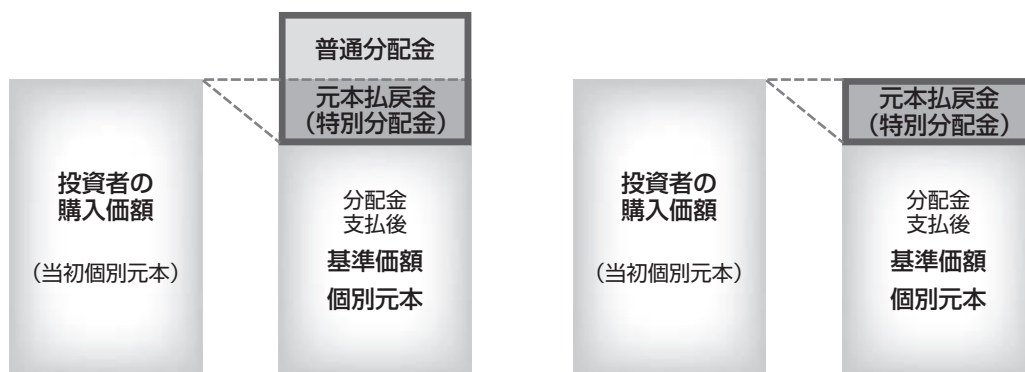 普通分配金
元本払戻金
（特別分配金）
投資者の
購入価額
（当初個別元本）
分配金
支払後
基準価額
個別元本
元本払戻金
（特別分配金）
投資者の
購入価額
（当初個別元本）
分配金
支払後
基準価額
個別元本